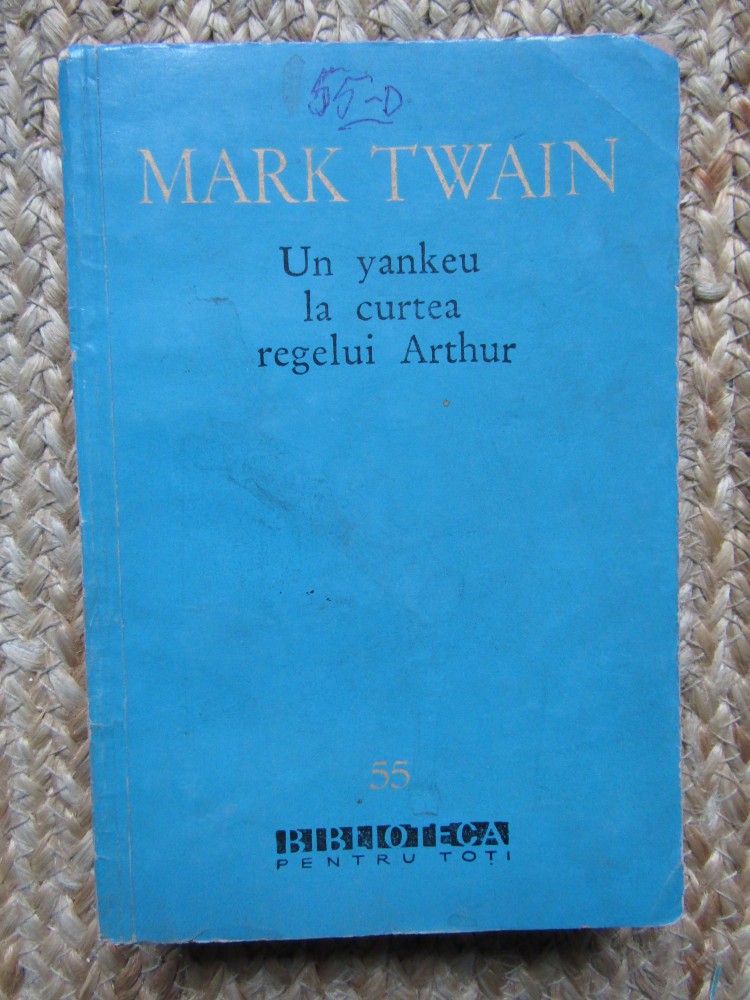 55-D
MARK TWAIN
Un yankeu
la curtea
regelui Arthur
55
BIBLIOTECA
PENTRU TOȚI